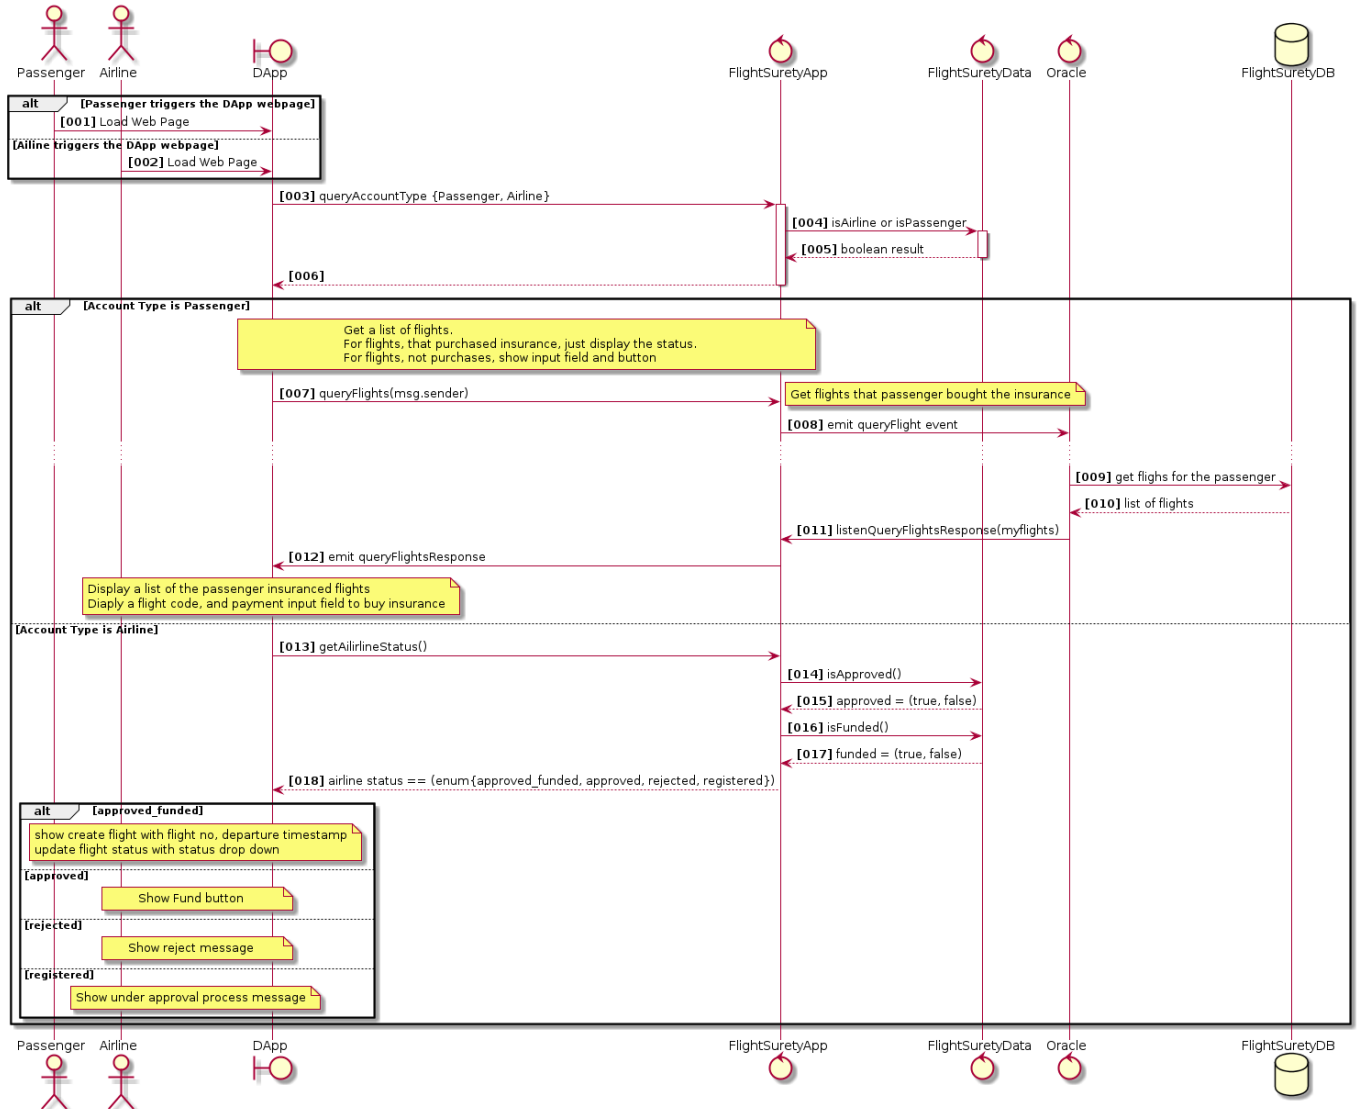 Passenger Airline DApp FlightSuretyApp FlightSuretyData Oracle FlightSuretyDB
alt [Passenger triggers the DApp webpage]
[001] Load Web Page
[Ailine triggers the DApp webpage]
[002] Load Web Page
[003] queryAccountType {Passenger, Airline}
[004] isAirline or isPassenger
[005] boolean result
[006]
alt [Account Type is Passenger]
Get a list of flights.
For flights, that purchased insurance, just display the status.
For flights, not purchases, show input field and button
[007] queryFlights(msg.sender)
Get flights that passenger bought the insurance
[008] emit queryFlight event
[009] get flighs for the passenger
[010] list of flights
[011] listenQueryFlightsResponse(myflights)
[012] emit queryFlightsResponse
Display a list of the passenger insuranced flights
Diaply a flight code, and payment input field to buy insurance
[Account Type is Airline]
[013] getAilirlineStatus()
[014] isApproved()
[015] approved = (true, false)
[016] isFunded()
[017] funded = (true, false)
[018] airline status == (enum{approved_funded, approved, rejected, registered})
alt [approved_funded]
show create flight with flight no, departure timestamp
update flight status with status drop down
[approved]
Show Fund button
[rejected]
Show reject message
[registered]
Show under approval process message
Passenger Airline DApp FlightSuretyApp FlightSuretyData Oracle FlightSuretyDB